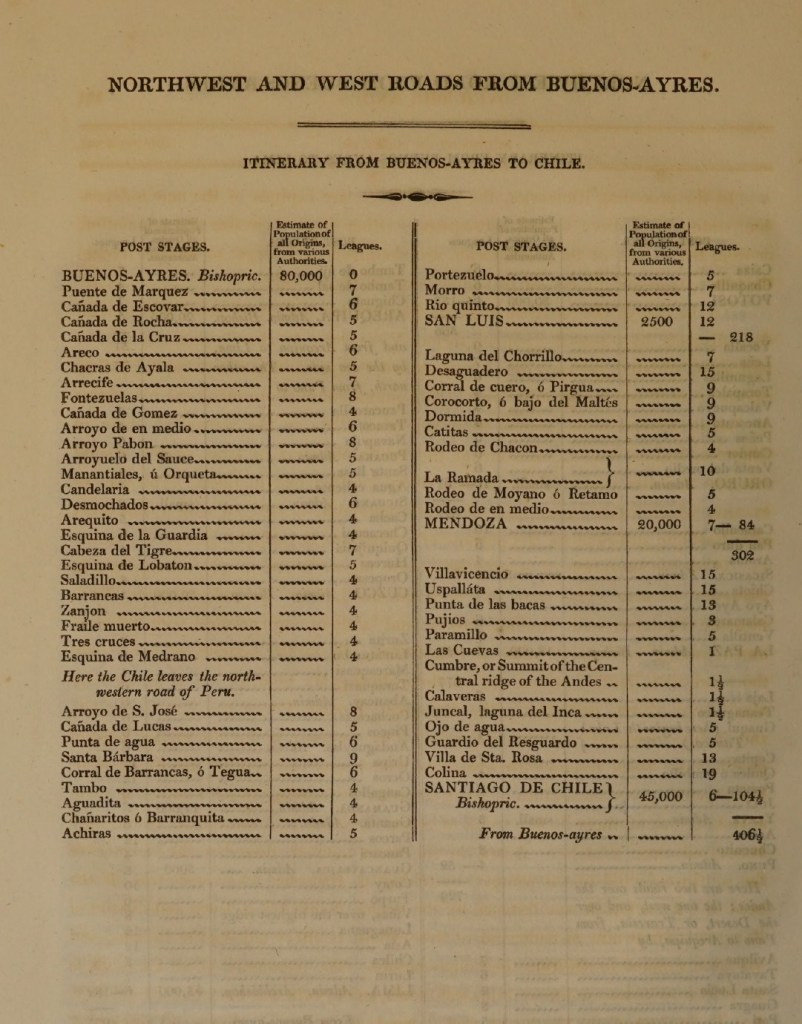 NORTHWEST AND WEST ROADS FROM BUENOS-AYRES.
ITINERARY FROM BUENOS-AYRES TO CHILE.
POST STAGES. Estimate of Population of all Origins, from various Authorities. Leagues.
BUENOS-AYRES. Bishopric. 80,000 0
Puente de Marquez 7
Cañada de Escovar 6
Cañada de Rocha 5
Cañada de la Cruz 5
Areco 6
Chacras de Ayala 5
Arrecife 7
Fontezuelas 8
Cañada de Gomez 4
Arroyo de en medio 6
Arroyo Pabon 8
Arroyuelo del Sauce 5
Manantiales, ú Orqueta 5
Candelaria 4
Desmochados 6
Arequito 4
Esquina de la Guardia 4
Cabeza del Tigre 7
Esquina de Lobaton 5
Saladillo 4
Barrancas 4
Zanjon 4
Fraile muerto 4
Tres cruces 4
Esquina de Medrano 4
Here the Chile leaves the north-
western road of Peru.
Arroyo de S. José 8
Cañada de Lucas 5
Punta de agua 6
Santa Bárbara 9
Corral de Barrancas, ó Tegua 6
Tambo 4
Aguadita 4
Chañaritos ó Barranquita 4
Achiras 5
POST STAGES. Estimate of Population of all Origins, from various Authorities. Leagues.
Portezuelo 5
Morro 7
Rio quinto 12
SAN LUIS 2500 12
— 218
Laguna del Chorrillo 7
Desaguadero 15
Corral de cuero, ó Pirgua 9
Corocorto, ó bajo del Maltés 9
Dormida 9
Catitas 5
Rodeo de Chacon 4
La Ramada 10
Rodeo de Moyano ó Retamo 5
Rodeo de en medio 4
MENDOZA 20,000 7— 84
302
Villavicencio 15
Uspalláta 15
Punta de las bacas 13
Pujios 3
Paramillo 5
Las Cuevas 1
Cumbre, or Summit of the Cen-
tral ridge of the Andes 1½
Calaveras 1½
Juncal, laguna del Inca 1½
Ojo de agua 5
Guardio del Resguardo 5
Villa de Sta. Rosa 13
Colina 19
SANTIAGO DE CHILE
Bishopric. 45,000 6—104½
From Buenos-ayres 406½